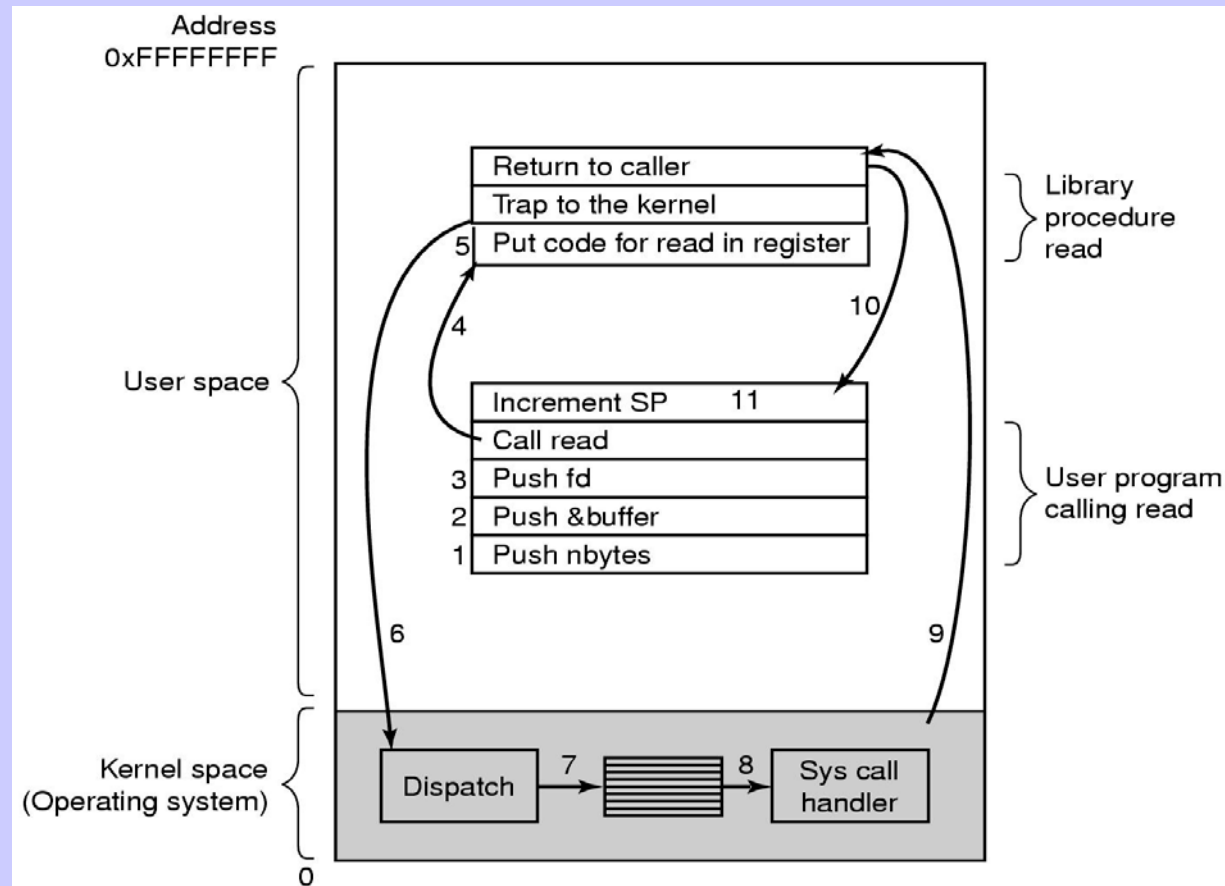 Address
0xFFFFFFFF
Return to caller
Trap to the kernel
5 Put code for read in register
Library
procedure
read
4
10
User space
Increment SP 11
Call read
3 Push fd
2 Push &buffer
1 Push nbytes
User program
calling read
6
9
Kernel space
(Operating system)
Dispatch
7
8
Sys call
handler
0